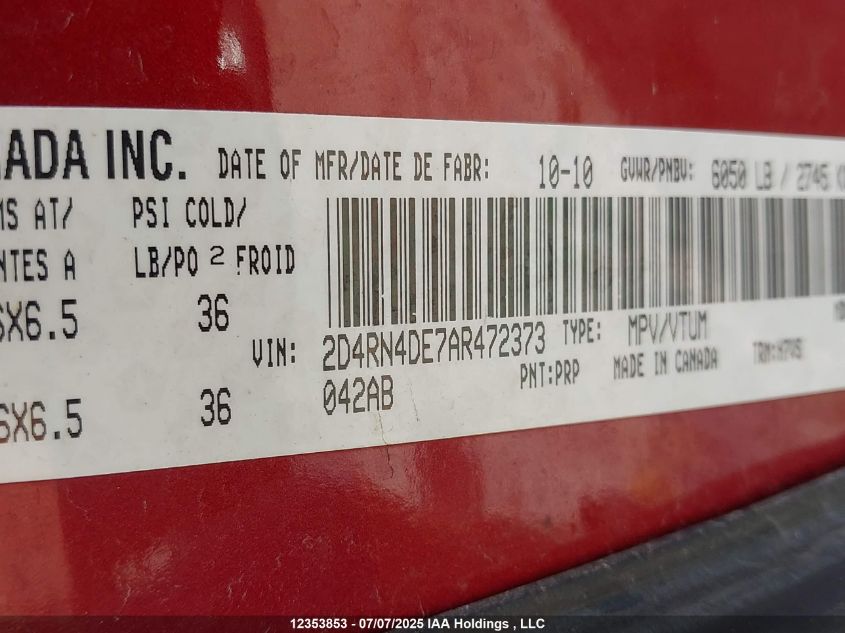 ADA INC. DATE OF MFR/DATE DE FABR: 10-10 GVWR/PNBV: 6050 LB / 2745
MS AT/ PSI COLD/
NTES A LB/PO 2 FROID
6X6.5 36
VIN: 2D4RN4DE7AR472373 TYPE: MPV/VTUM
042AB PNT:PRP MADE IN CANADA
6X6.5 36
12353853 - 07/07/2025 IAA Holdings , LLC